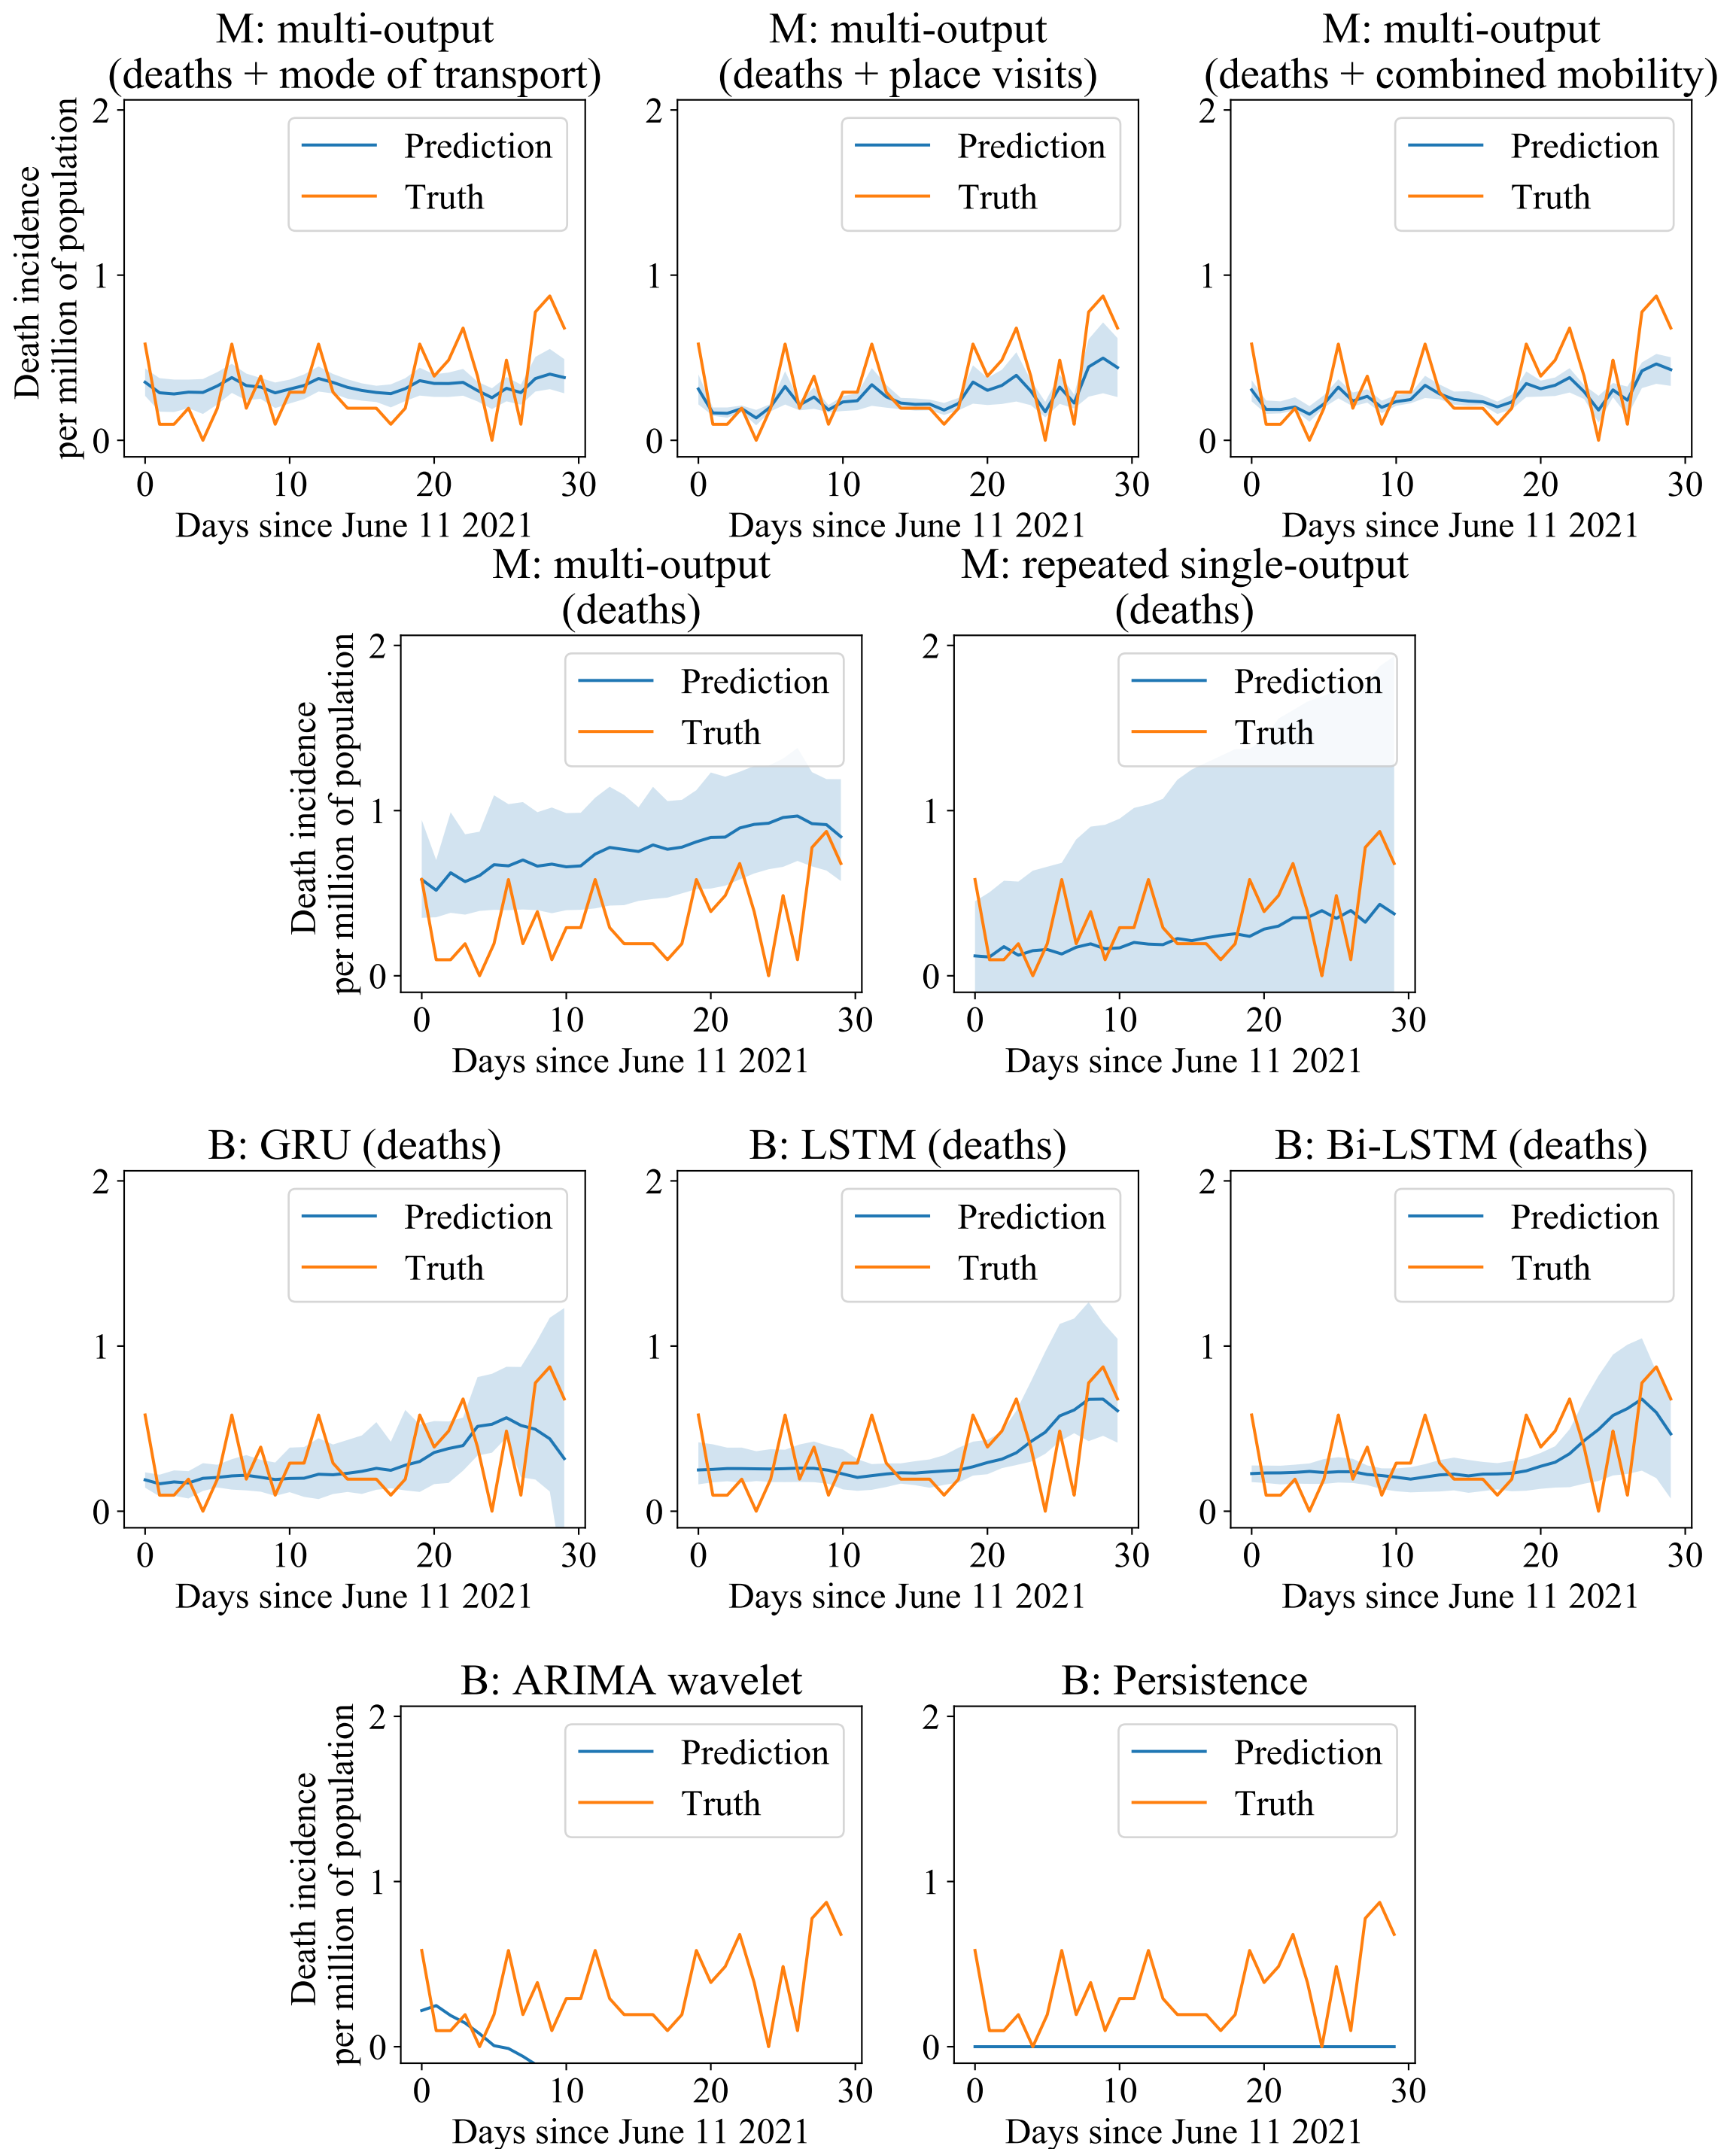 M: multi-output
(deaths + mode of transport)
M: multi-output
(deaths + place visits)
M: multi-output
(deaths + combined mobility)
Death incidence
per million of population
2
1
0
Prediction
Truth
0 10 20 30
Days since June 11 2021
2
1
0
Prediction
Truth
0 10 20 30
Days since June 11 2021
2
1
0
Prediction
Truth
0 10 20 30
Days since June 11 2021
M: multi-output
(deaths)
M: repeated single-output
(deaths)
Death incidence
per million of population
2
1
0
Prediction
Truth
0 10 20 30
Days since June 11 2021
2
1
0
Prediction
Truth
0 10 20 30
Days since June 11 2021
B: GRU (deaths)
2
1
0
Prediction
Truth
0 10 20 30
Days since June 11 2021
B: LSTM (deaths)
2
1
0
Prediction
Truth
0 10 20 30
Days since June 11 2021
B: Bi-LSTM (deaths)
2
1
0
Prediction
Truth
0 10 20 30
Days since June 11 2021
B: ARIMA wavelet
Death incidence
per million of population
2
1
0
Prediction
Truth
0 10 20 30
Days since June 11 2021
B: Persistence
2
1
0
Prediction
Truth
0 10 20 30
Days since June 11 2021